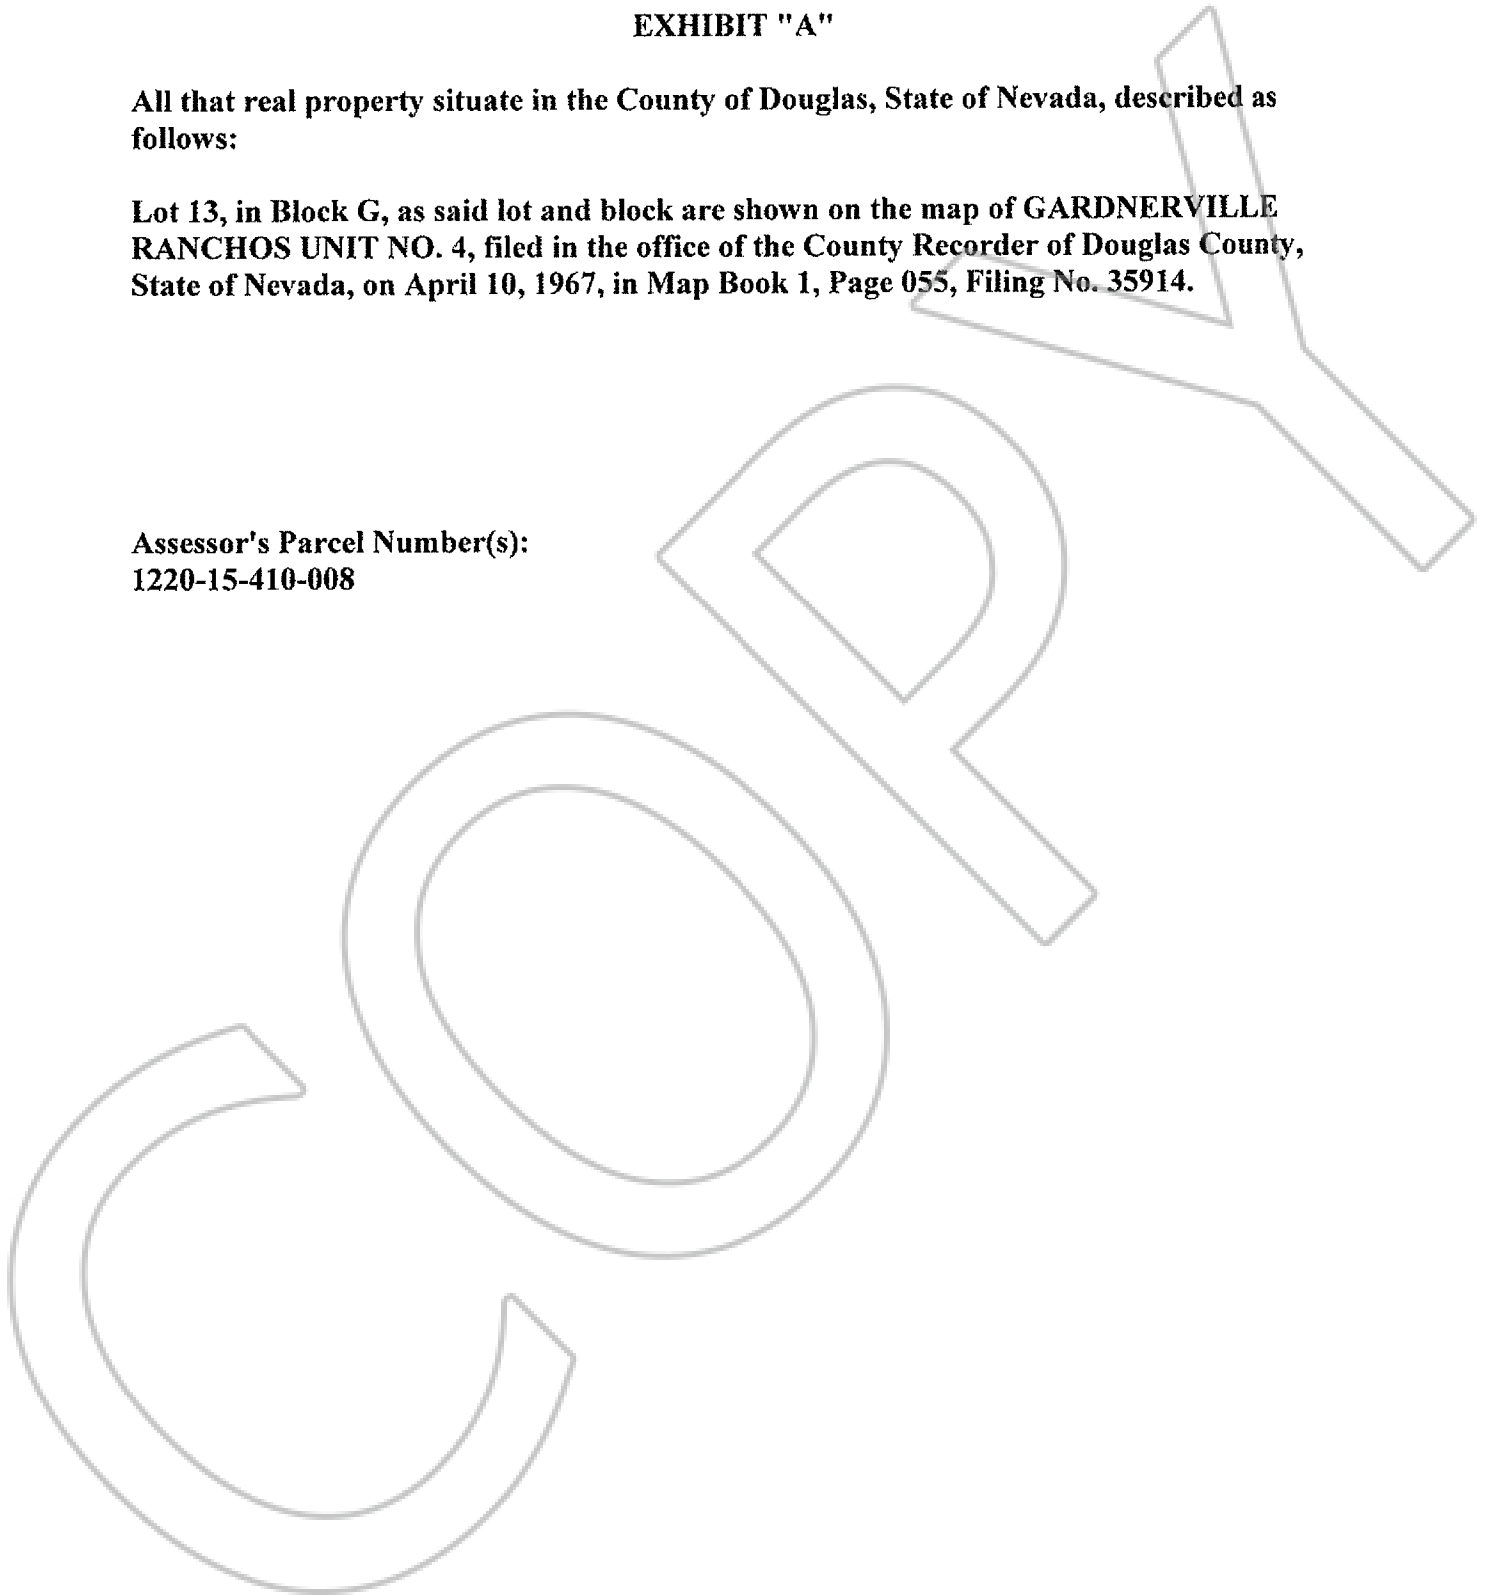 EXHIBIT "A"
All that real property situate in the County of Douglas, State of Nevada, described as
follows:
Lot 13, in Block G, as said lot and block are shown on the map of GARDNERVILLE
RANCHOS UNIT NO. 4, filed in the office of the County Recorder of Douglas County,
State of Nevada, on April 10, 1967, in Map Book 1, Page 055, Filing No. 35914.
Assessor's Parcel Number(s):
1220-15-410-008
COPY